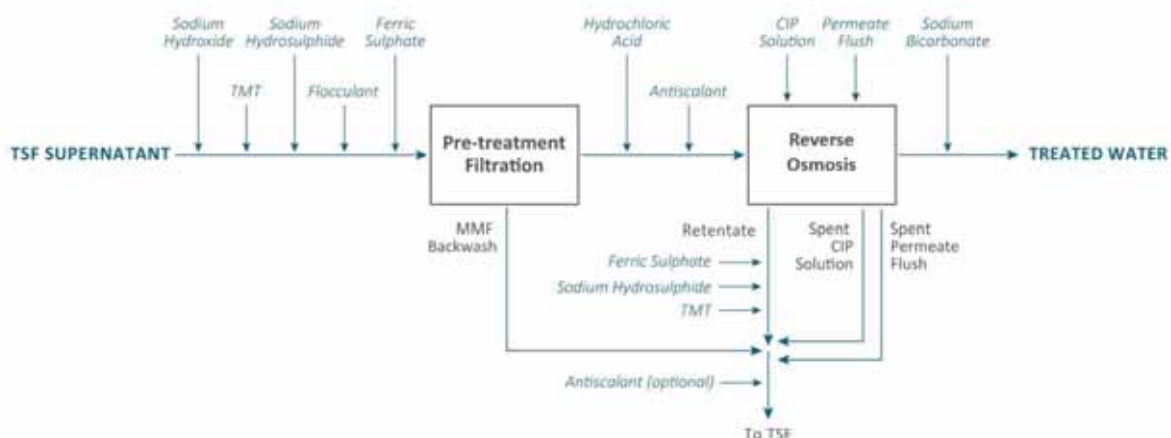 Sodium
Hydroxide
Sodium
Hydrosulphide
Ferric
Sulphate
Hydrochloric
Acid
CIP
Solution
Permeate
Flush
Sodium
Bicarbonate
TMT
Flocculant
Antiscalant
TSF SUPERNATANT
Pre-treatment
Filtration
Reverse
Osmosis
TREATED WATER
MMF
Backwash
Retentate
Spent
CIP
Solution
Spent
Permeate
Flush
Ferric Sulphate
Sodium Hydrosulphide
TMT
Antiscalant (optional)
To TSF